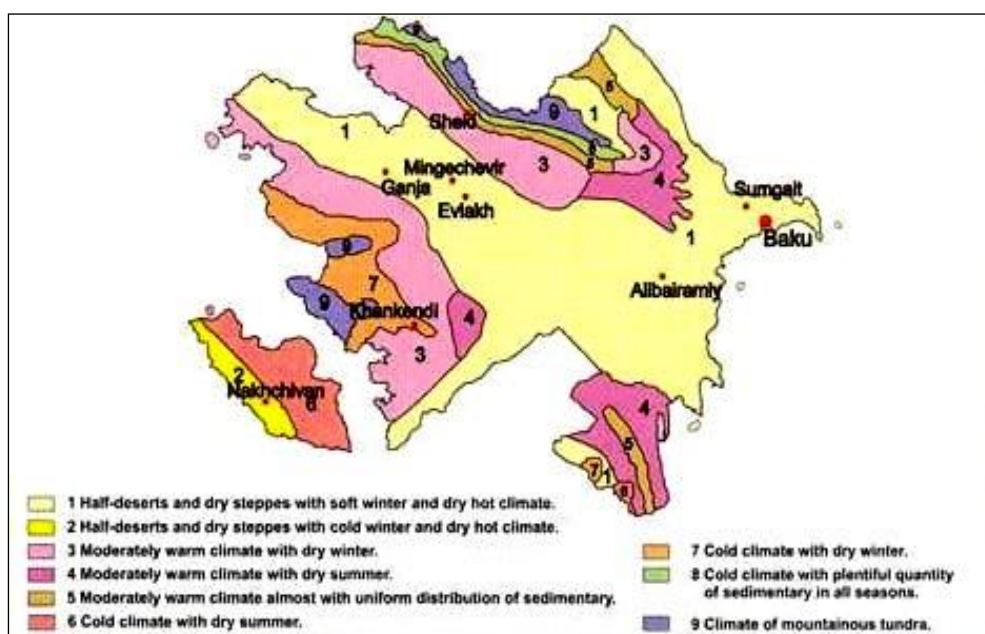 9
5
1
1
9
Sheki
8
3
5
3
Mingechevir
4
Ganja
Sumgait
Evlakh
1
Baku
9
7
Alibairamly
9
Khankendi
4
3
2
Nakhchivan
6
4
5
7
1
6
1 Half-deserts and dry steppes with soft winter and dry hot climate.
2 Half-deserts and dry steppes with cold winter and dry hot climate.
3 Moderately warm climate with dry winter.
4 Moderately warm climate with dry summer.
5 Moderately warm climate almost with uniform distribution of sedimentary.
6 Cold climate with dry summer.
7 Cold climate with dry winter.
8 Cold climate with plentiful quantity
of sedimentary in all seasons.
9 Climate of mountainous tundra.